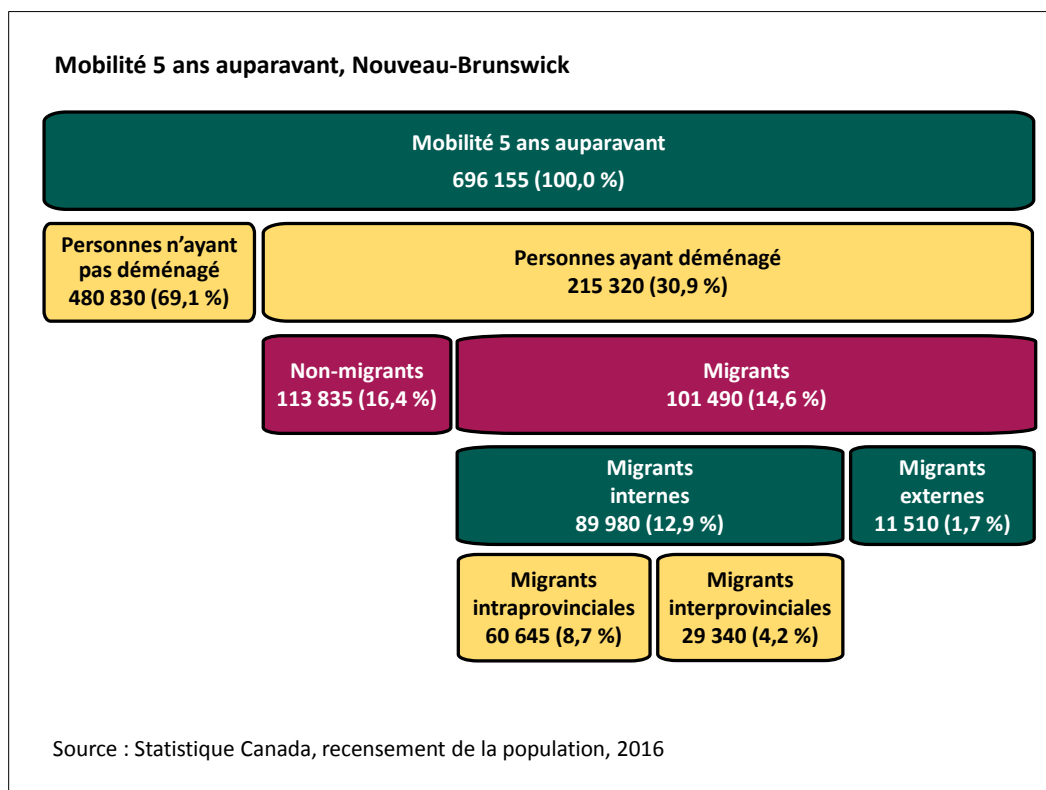 Mobilité 5 ans auparavant, Nouveau-Brunswick
Mobilité 5 ans auparavant
696 155 (100,0 %)
Personnes n’ayant
pas déménagé
480 830 (69,1 %)
Personnes ayant déménagé
215 320 (30,9 %)
Non-migrants
113 835 (16,4 %)
Migrants
101 490 (14,6 %)
Migrants
internes
89 980 (12,9 %)
Migrants
externes
11 510 (1,7 %)
Migrants
intraprovinciales
60 645 (8,7 %)
Migrants
interprovinciales
29 340 (4,2 %)
Source : Statistique Canada, recensement de la population, 2016